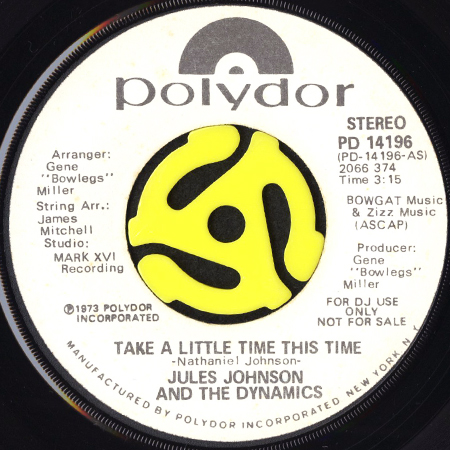 polydor
STEREO
PD 14196
(PD-14196-AS)
2066 374
Time 3:15
Arranger:
Gene
"Bowlegs"
Miller
String Arr.:
James
Mitchell
Studio:
MARK XVI
Recording
BOWGAT Music
& Zizz Music
(ASCAP)
Producer:
Gene
"Bowlegs"
Miller
Ⓟ1973 POLYDOR
INCORPORATED
FOR DJ USE
ONLY
NOT FOR SALE
TAKE A LITTLE TIME THIS TIME
-Nathaniel Johnson-
JULES JOHNSON
AND THE DYNAMICS
MANUFACTURED BY POLYDOR INCORPORATED NEW YORK N.Y.